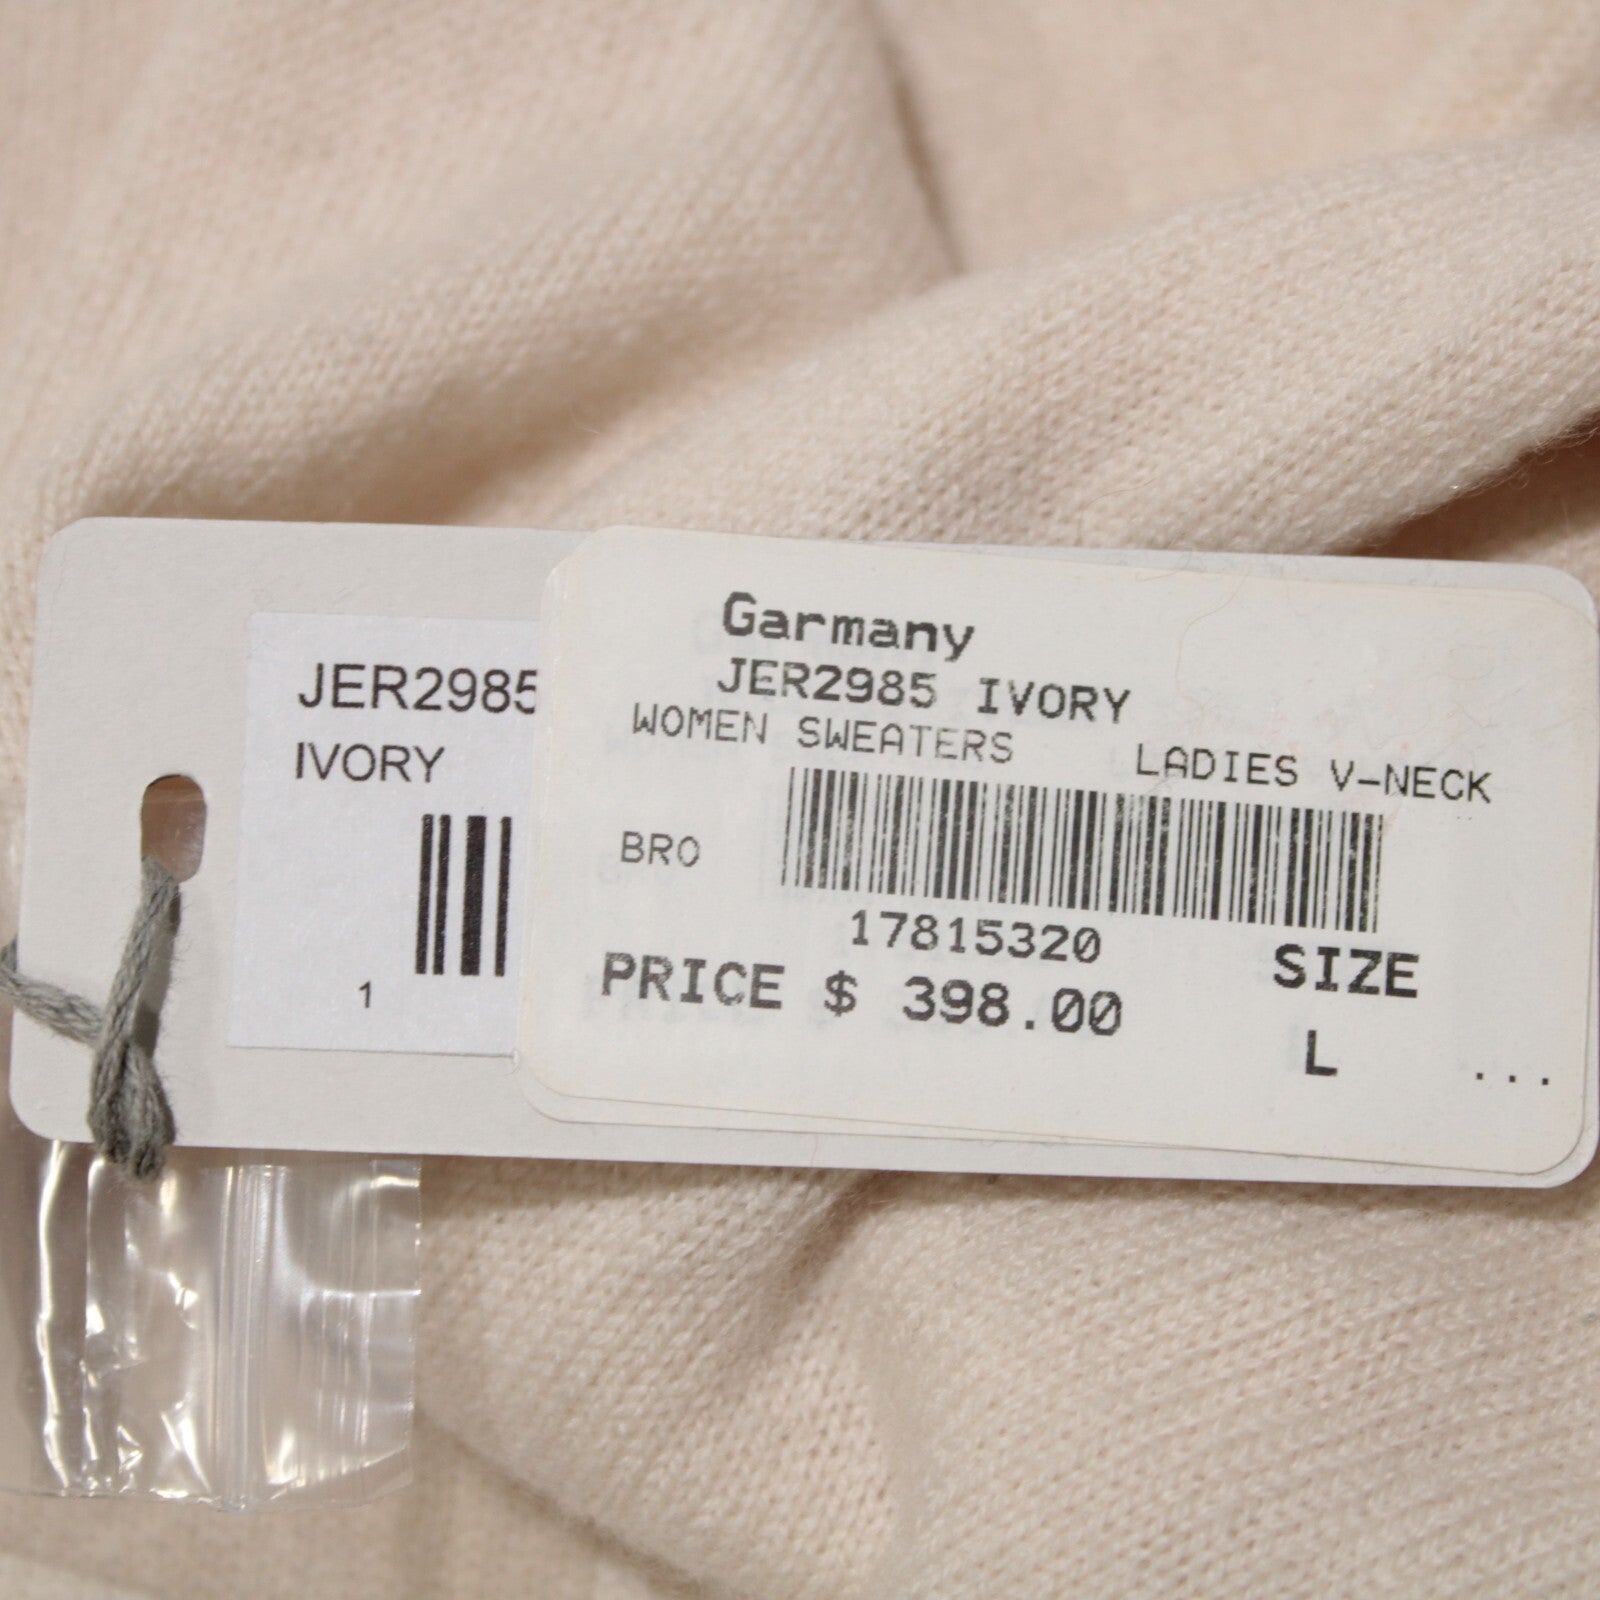 JER2985
IVORY
1
Garmany
JER2985 IVORY
WOMEN SWEATERS LADIES V-NECK
BRO
17815320
PRICE $ 398.00 SIZE
L ...